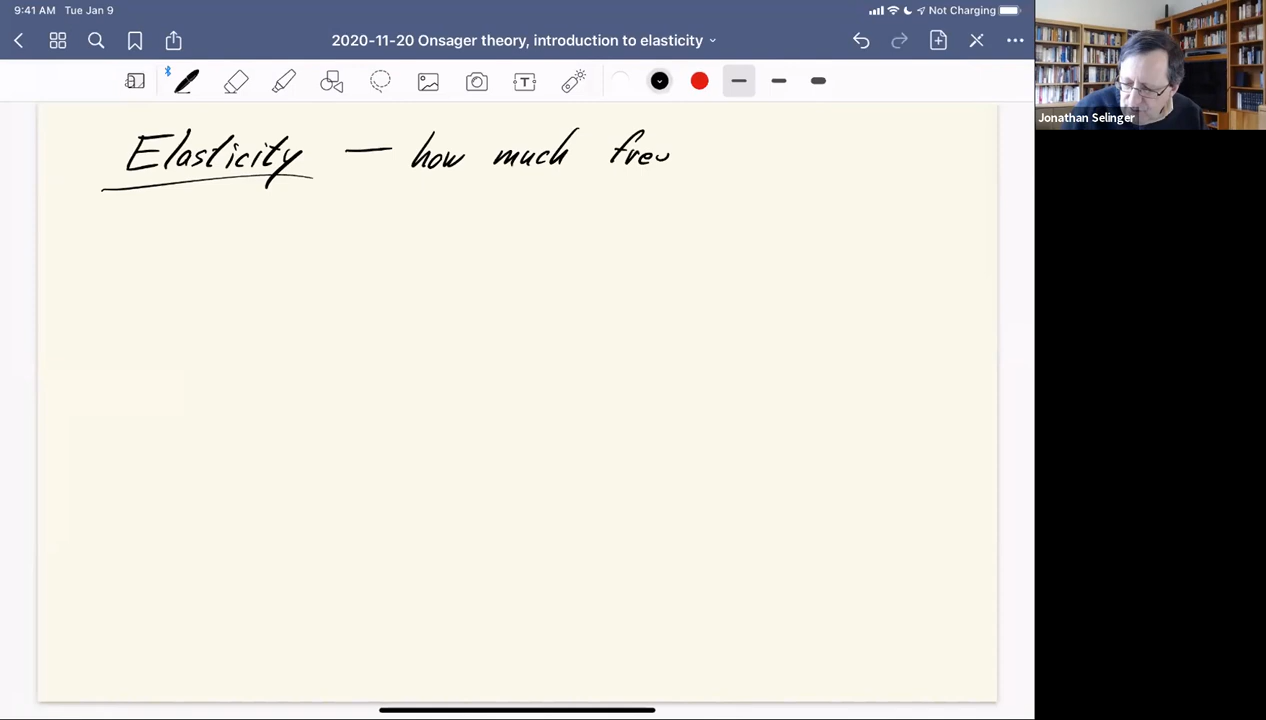 9:41 AM Tue Jan 9
Not Charging
2020-11-20 Onsager theory, introduction to elasticity
T
Jonathan Selinger
Elasticity — how much fre